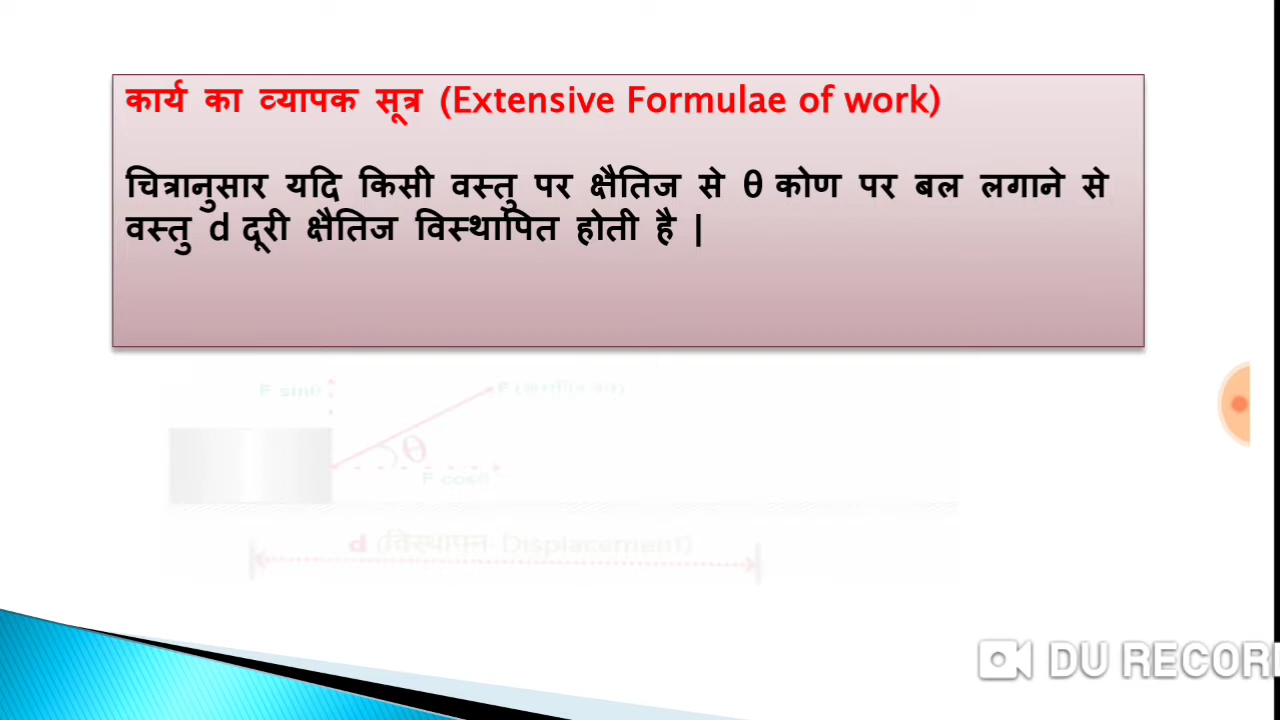 कार्य का व्यापक सूत्र (Extensive Formulae of work)
चित्रानुसार यदि किसी वस्तु पर क्षैतिज से θ कोण पर बल लगाने से
वस्तु d दूरी क्षैतिज विस्थापित होती है |
F sinθ
F
θ
F cosθ
d (विस्थापन Displacement)
DU RECOR